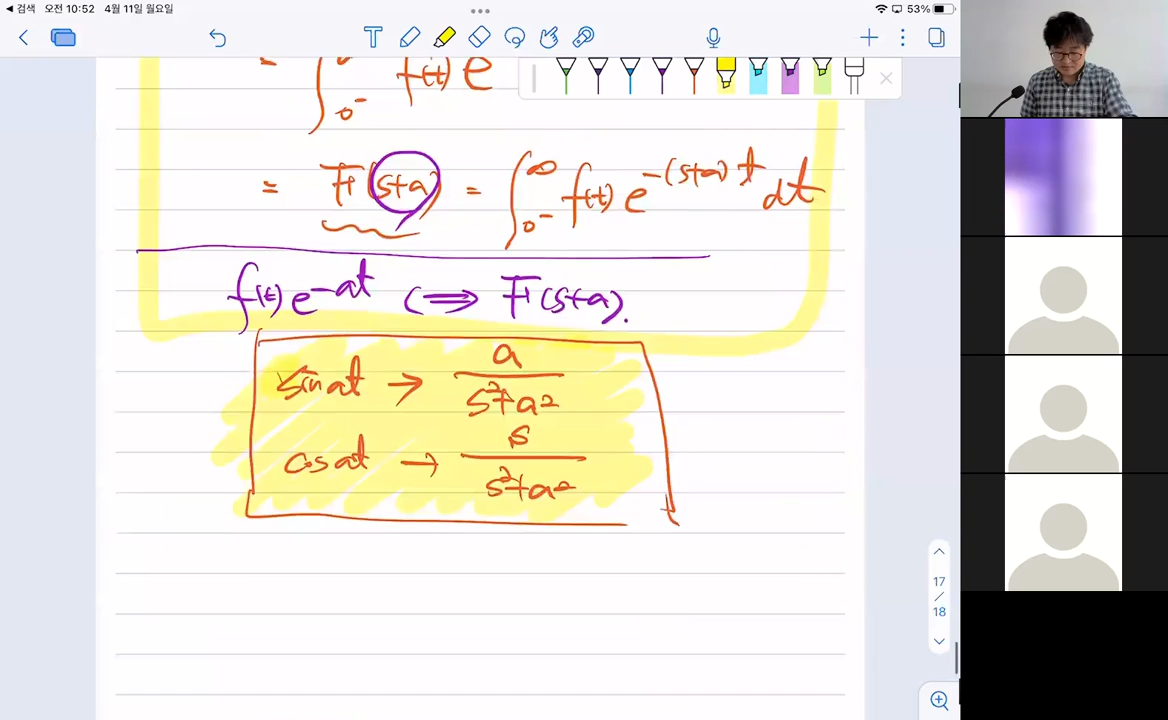 검색 오전 10:52 4월 11일 월요일
53%
T
= ∫0⁻ f(t) e
= F(s+a) = ∫0⁻^∞ f(t) e^-(s+a)t dt
f(t) e^-at ⟺ F(s+a).
sin at → a/(s²+a²)
cos at → s/(s²+a²)
17
/
18